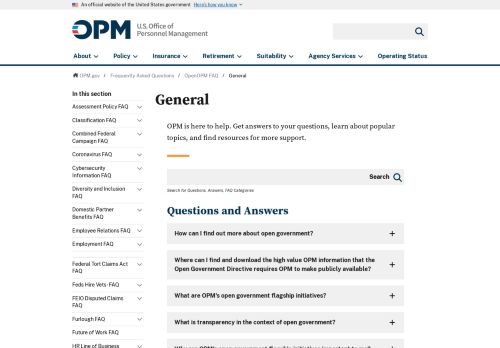 An official website of the United States government Here's how you know
OPM U.S. Office of
Personnel Management
About Policy Insurance Retirement Suitability Agency Services Operating Status
OPM.gov / Frequently Asked Questions / OpenOPM FAQ / General
In this section
Assessment Policy FAQ
Classification FAQ
Combined Federal
Campaign FAQ
Coronavirus FAQ
Cybersecurity
Information FAQ
Diversity and Inclusion
FAQ
Domestic Partner
Benefits FAQ
Employee Relations FAQ
Employment FAQ
Federal Tort Claims Act
FAQ
Feds Hire Vets- FAQ
FEIO Disputed Claims
FAQ
Furlough FAQ
Future of Work FAQ
HR Line of Business
General
OPM is here to help. Get answers to your questions, learn about popular
topics, and find resources for more support.
Search
Search for Questions, Answers, FAQ Categories
Questions and Answers
How can I find out more about open government?
Where can I find and download the high value OPM information that the
Open Government Directive requires OPM to make publicly available?
What are OPM's open government flagship initiatives?
What is transparency in the context of open government?